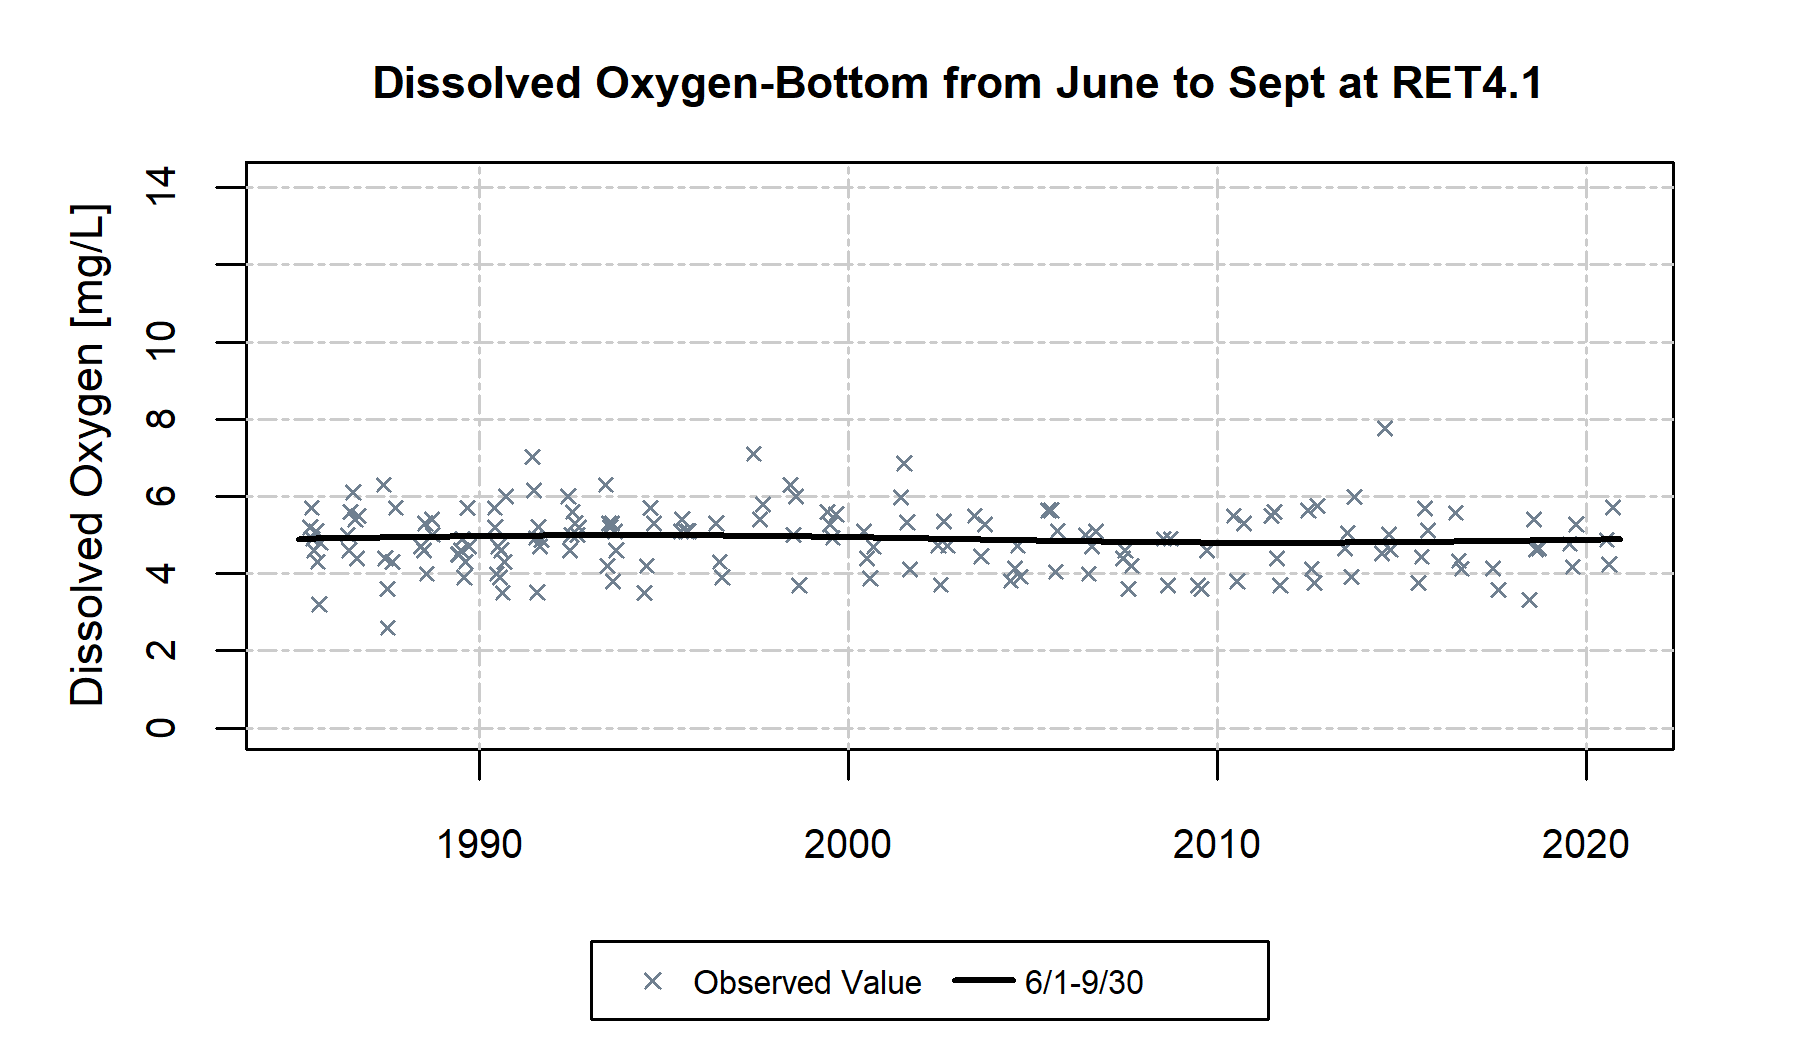 Dissolved Oxygen-Bottom from June to Sept at RET4.1
Dissolved Oxygen [mg/L]
14
10
8
6
4
2
0
1990 2000 2010 2020
Observed Value 6/1-9/30